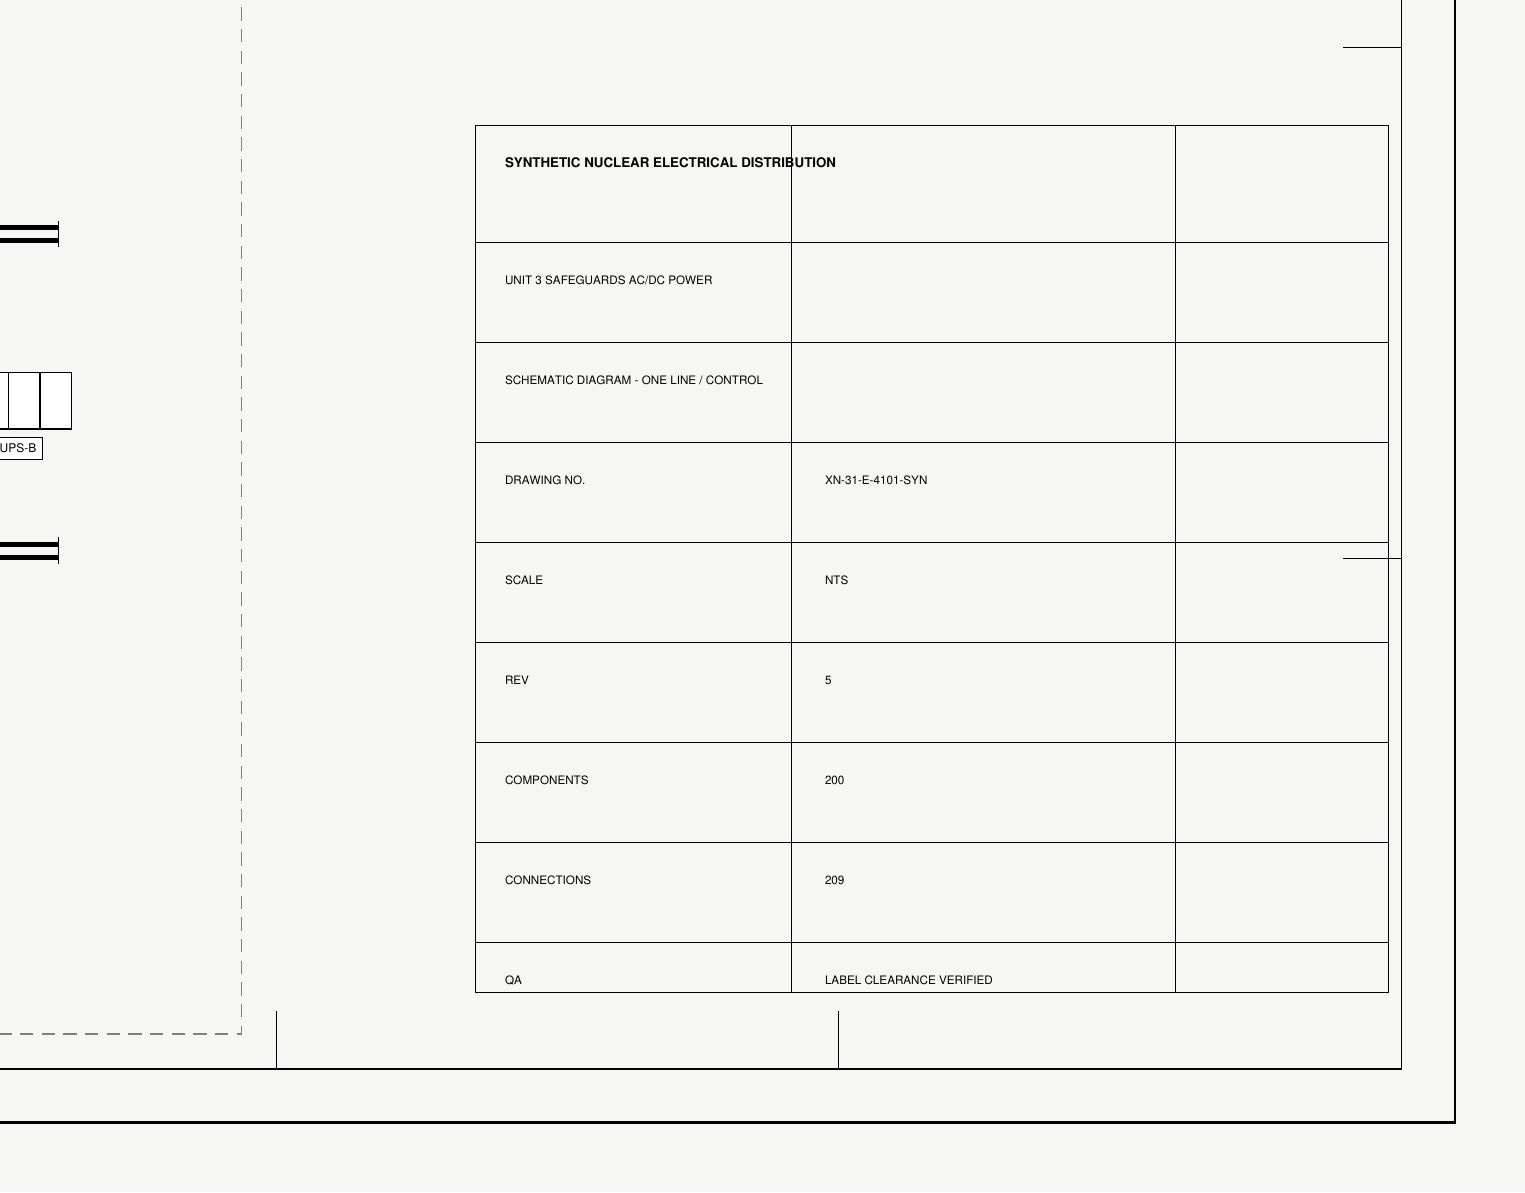 SYNTHETIC NUCLEAR ELECTRICAL DISTRIBUTION
UNIT 3 SAFEGUARDS AC/DC POWER
SCHEMATIC DIAGRAM - ONE LINE / CONTROL
UPS-B
DRAWING NO. XN-31-E-4101-SYN
SCALE NTS
REV 5
COMPONENTS 200
CONNECTIONS 209
QA LABEL CLEARANCE VERIFIED